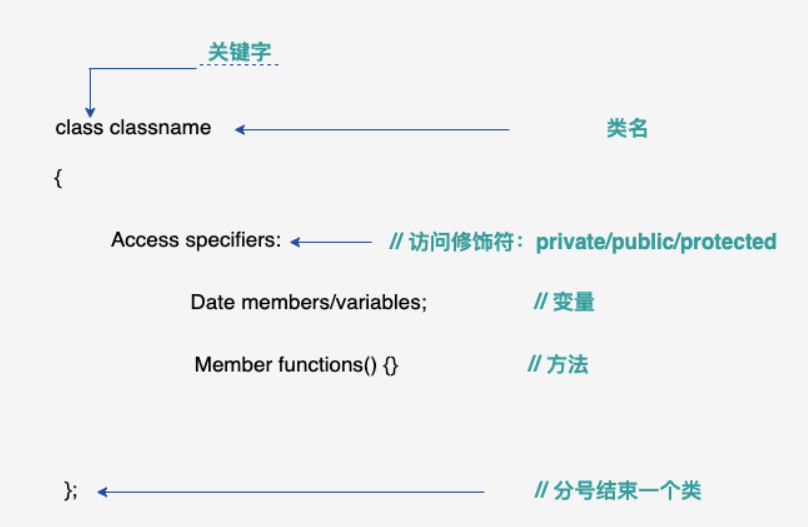 关键字
class classname 类名
{
Access specifiers: // 访问修饰符：private/public/protected
Date members/variables; // 变量
Member functions() {} // 方法
}; // 分号结束一个类